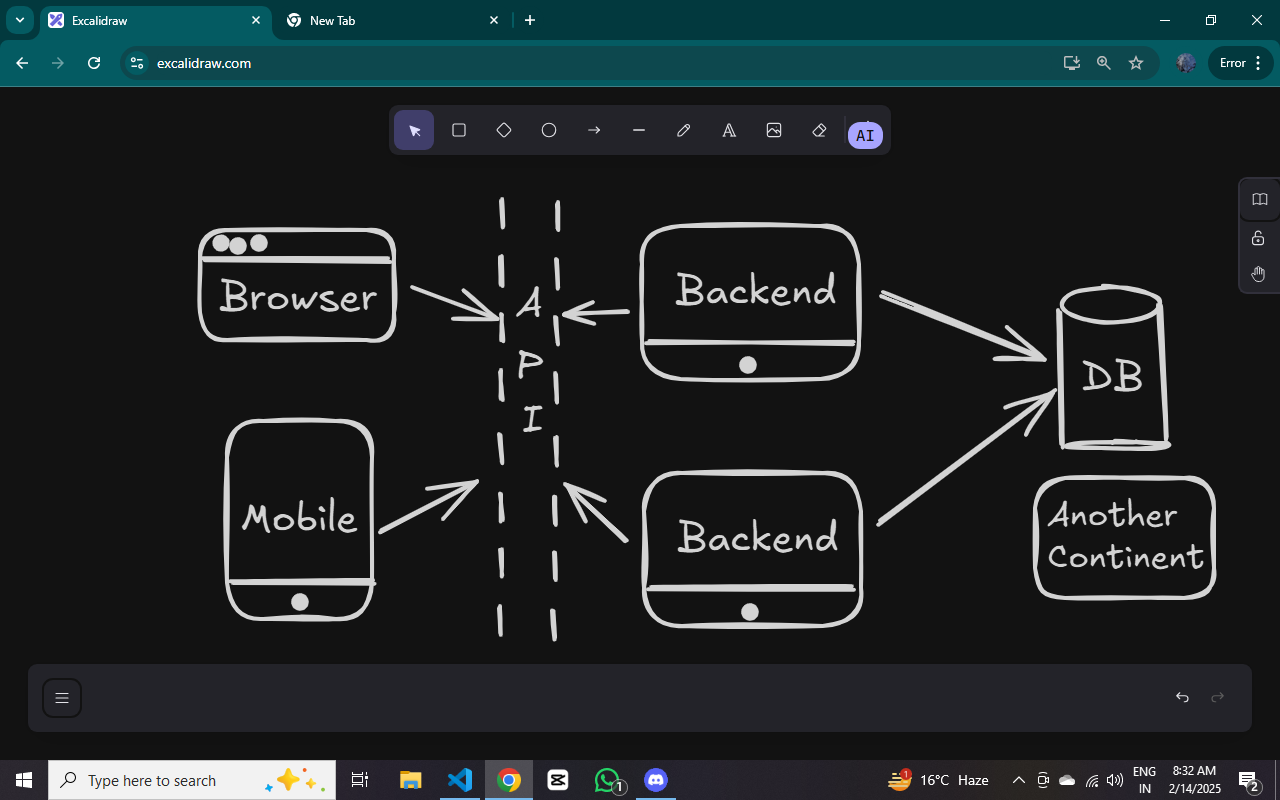 Excalidraw
New Tab
excalidraw.com
Error
AI
Browser
Backend
A
P
I
DB
Mobile
Backend
Another
Continent
Type here to search
1
1
16°C Haze
ENG
IN
8:32 AM
2/14/2025
2